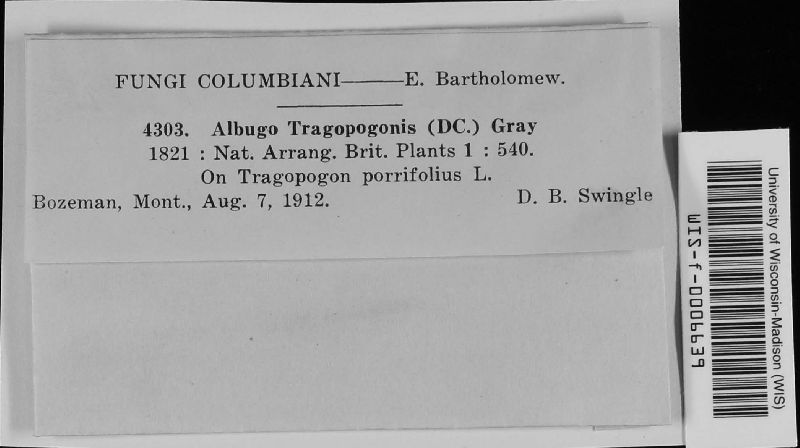 FUNGI COLUMBIANI———E. Bartholomew.
4303. Albugo Tragopogonis (DC.) Gray
1821 : Nat. Arrang. Brit. Plants 1 : 540.
On Tragopogon porrifolius L.
Bozeman, Mont., Aug. 7, 1912. D. B. Swingle
University of Wisconsin-Madison (WIS)
WIS-f-0009939